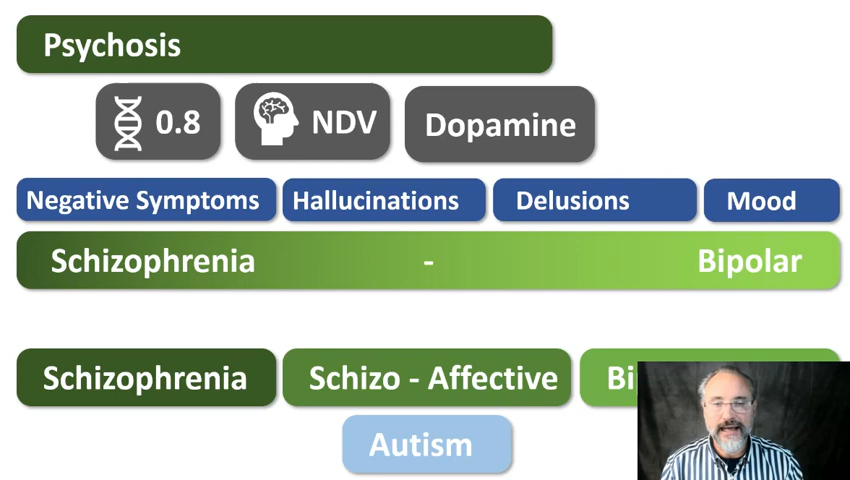 Psychosis
0.8 NDV Dopamine
Negative Symptoms Hallucinations Delusions Mood
Schizophrenia - Bipolar
Schizophrenia Schizo - Affective
Autism